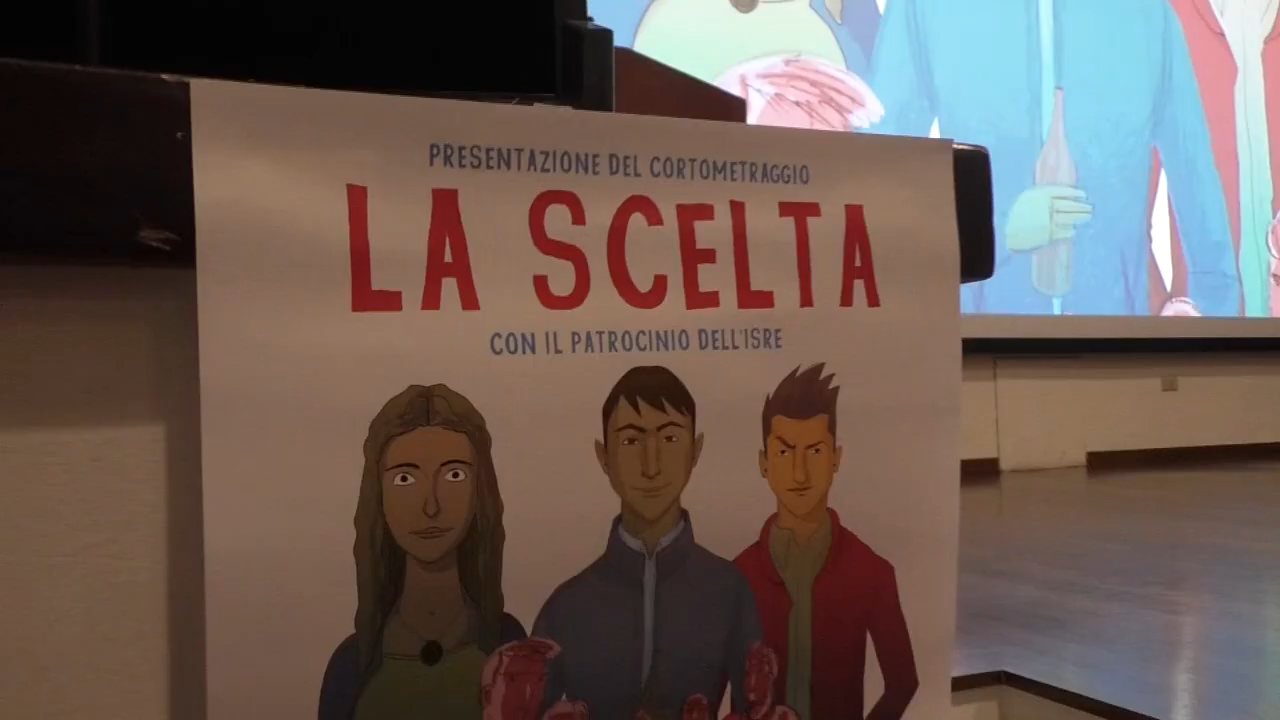 PRESENTAZIONE DEL CORTOMETRAGGIO
LA SCELTA
CON IL PATROCINIO DELL'ISRE